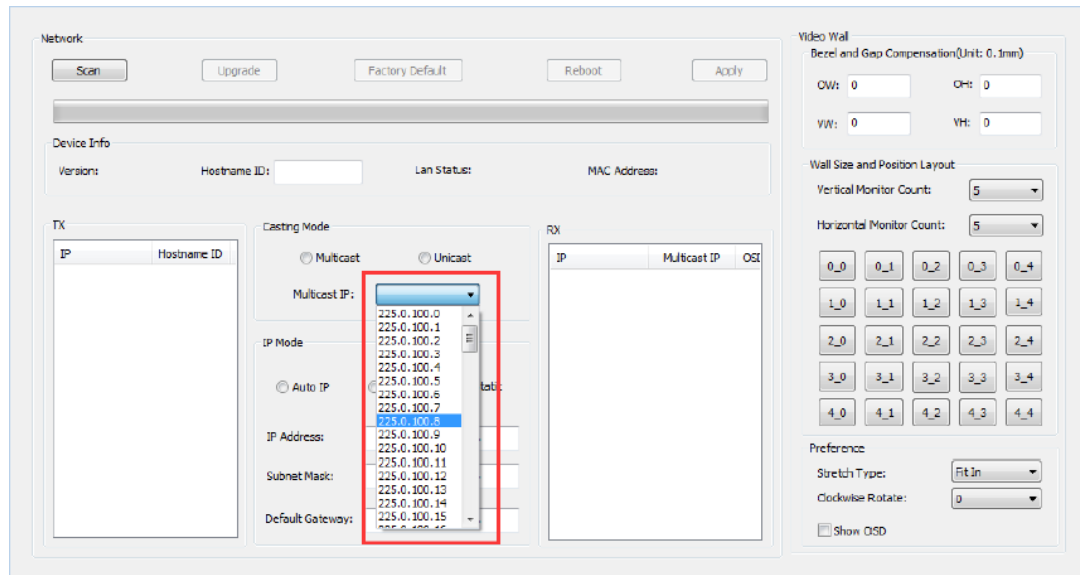 Network
Scan
Upgrade
Factory Default
Reboot
Apply
Device Info
Version:
Hostname ID:
Lan Status:
MAC Address:
TX
IP
Hostname ID
Casting Mode
Multicast
Unicast
Multicast IP:
225.0.100.0
225.0.100.1
225.0.100.2
225.0.100.3
225.0.100.4
225.0.100.5
225.0.100.6
225.0.100.7
225.0.100.8
225.0.100.9
225.0.100.10
225.0.100.11
225.0.100.12
225.0.100.13
225.0.100.14
225.0.100.15
IP Mode
Auto IP
IP Address:
Subnet Mask:
Default Gateway:
RX
IP
Multicast IP
Video Wall
Bezel and Gap Compensation(Unit: 0.1mm)
OW: 0
OH: 0
VW: 0
VH: 0
Wall Size and Position Layout
Vertical Monitor Count: 5
Horizontal Monitor Count: 5
0_0 0_1 0_2 0_3 0_4
1_0 1_1 1_2 1_3 1_4
2_0 2_1 2_2 2_3 2_4
3_0 3_1 3_2 3_3 3_4
4_0 4_1 4_2 4_3 4_4
Preference
Stretch Type: Fit In
Clockwise Rotate: 0
Show OSD